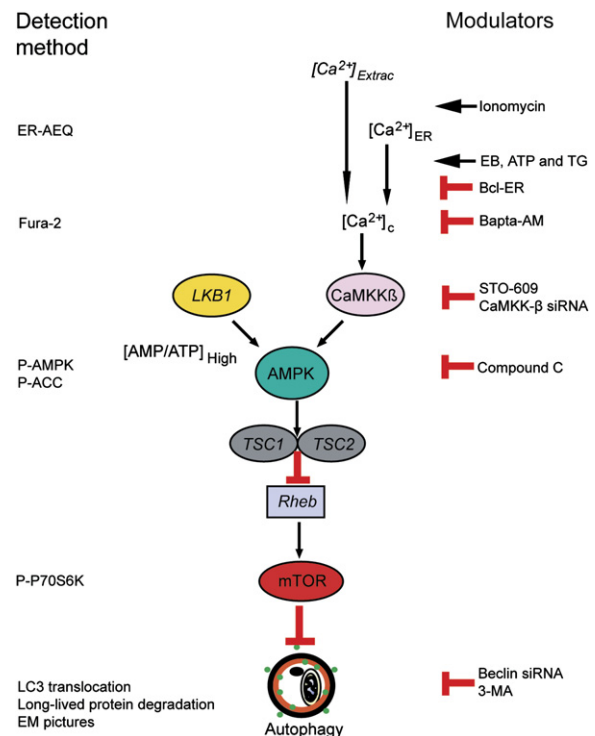 Detection method
Modulators
[Ca²⁺]Extrac
Ionomycin
ER-AEQ
[Ca²⁺]ER
EB, ATP and TG
Bcl-ER
Fura-2
[Ca²⁺]c
Bapta-AM
LKB1
CaMKKß
STO-609
CaMKK-β siRNA
[AMP/ATP]High
P-AMPK
P-ACC
AMPK
Compound C
TSC1
TSC2
Rheb
P-P70S6K
mTOR
LC3 translocation
Long-lived protein degradation
EM pictures
Beclin siRNA
3-MA
Autophagy